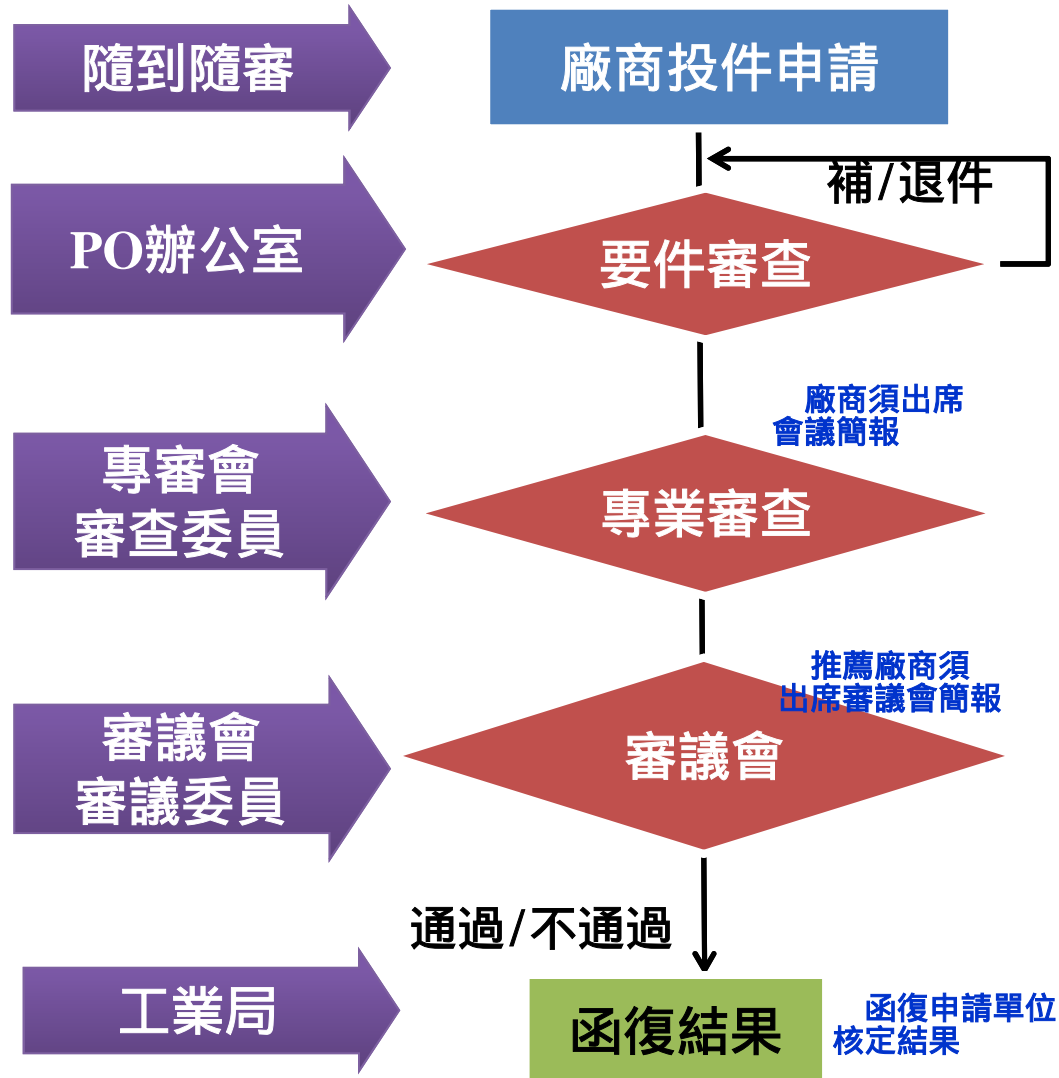 隨到隨審
廠商投件申請
補/退件
PO辦公室
要件審查
廠商須出席
會議簡報
專審會
審查委員
專業審查
推薦廠商須
出席審議會簡報
審議會
審議委員
審議會
通過/不通過
工業局
函復結果
函復申請單位
核定結果